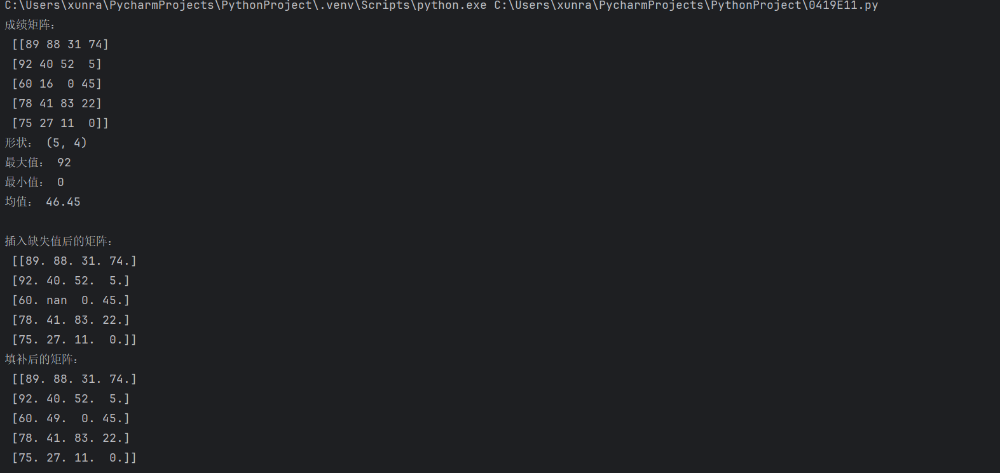 C:\Users\xunra\PycharmProjects\PythonProject\.venv\Scripts\python.exe C:\Users\xunra\PycharmProjects\PythonProject\0419E11.py
成绩矩阵：
 [[89 88 31 74]
 [92 40 52  5]
 [60 16  0 45]
 [78 41 83 22]
 [75 27 11  0]]
形状： (5, 4)
最大值： 92
最小值： 0
均值： 46.45
插入缺失值后的矩阵：
 [[89. 88. 31. 74.]
 [92. 40. 52.  5.]
 [60. nan  0. 45.]
 [78. 41. 83. 22.]
 [75. 27. 11.  0.]]
填补后的矩阵：
 [[89. 88. 31. 74.]
 [92. 40. 52.  5.]
 [60. 49.  0. 45.]
 [78. 41. 83. 22.]
 [75. 27. 11.  0.]]